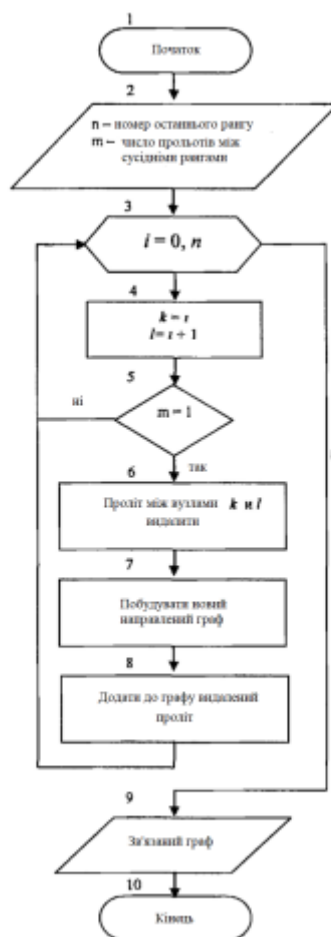 1
Початок
2
n – номер останнього рангу
m – число прольотів між
сусідніми рангами
3
i = 0, n
4
k = ι
l = ι + 1
5
ні
m = 1
так
6
Проліт між вузлами k и l
видалити
7
Побудувати новий
направлений граф
8
Додати до графу видалений
проліт
9
Зв'язаний граф
10
Кінець